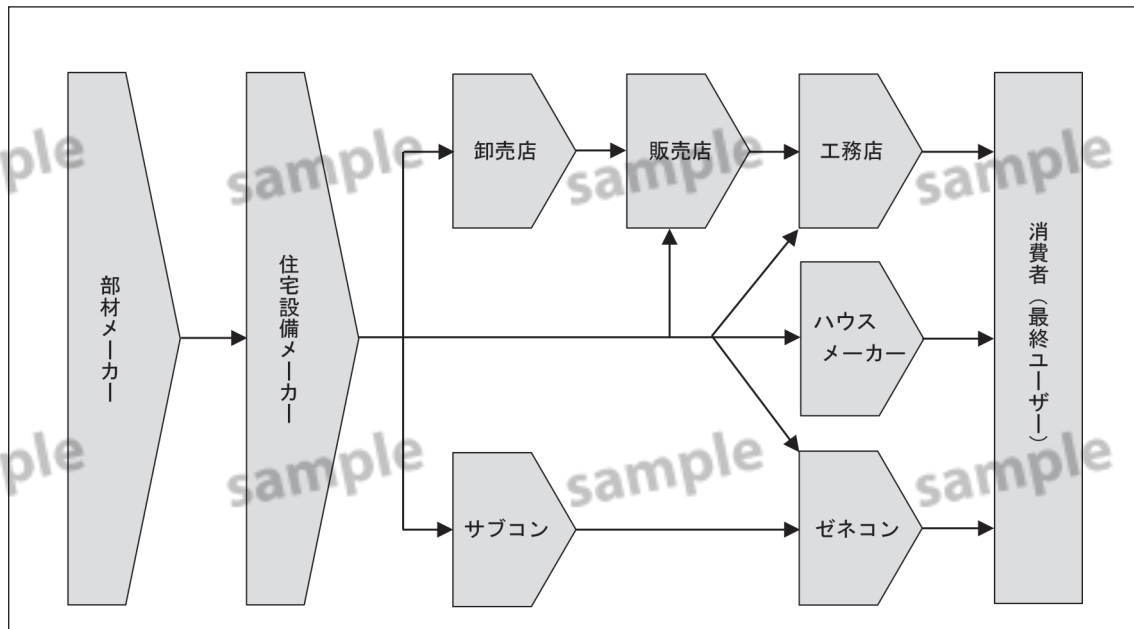 部材メーカー
住宅設備メーカー
卸売店
販売店
工務店
ハウス
メーカー
サブコン
ゼネコン
消費者（最終ユーザー）
ple
sample
sample
sample
ple
sample
sample
sample